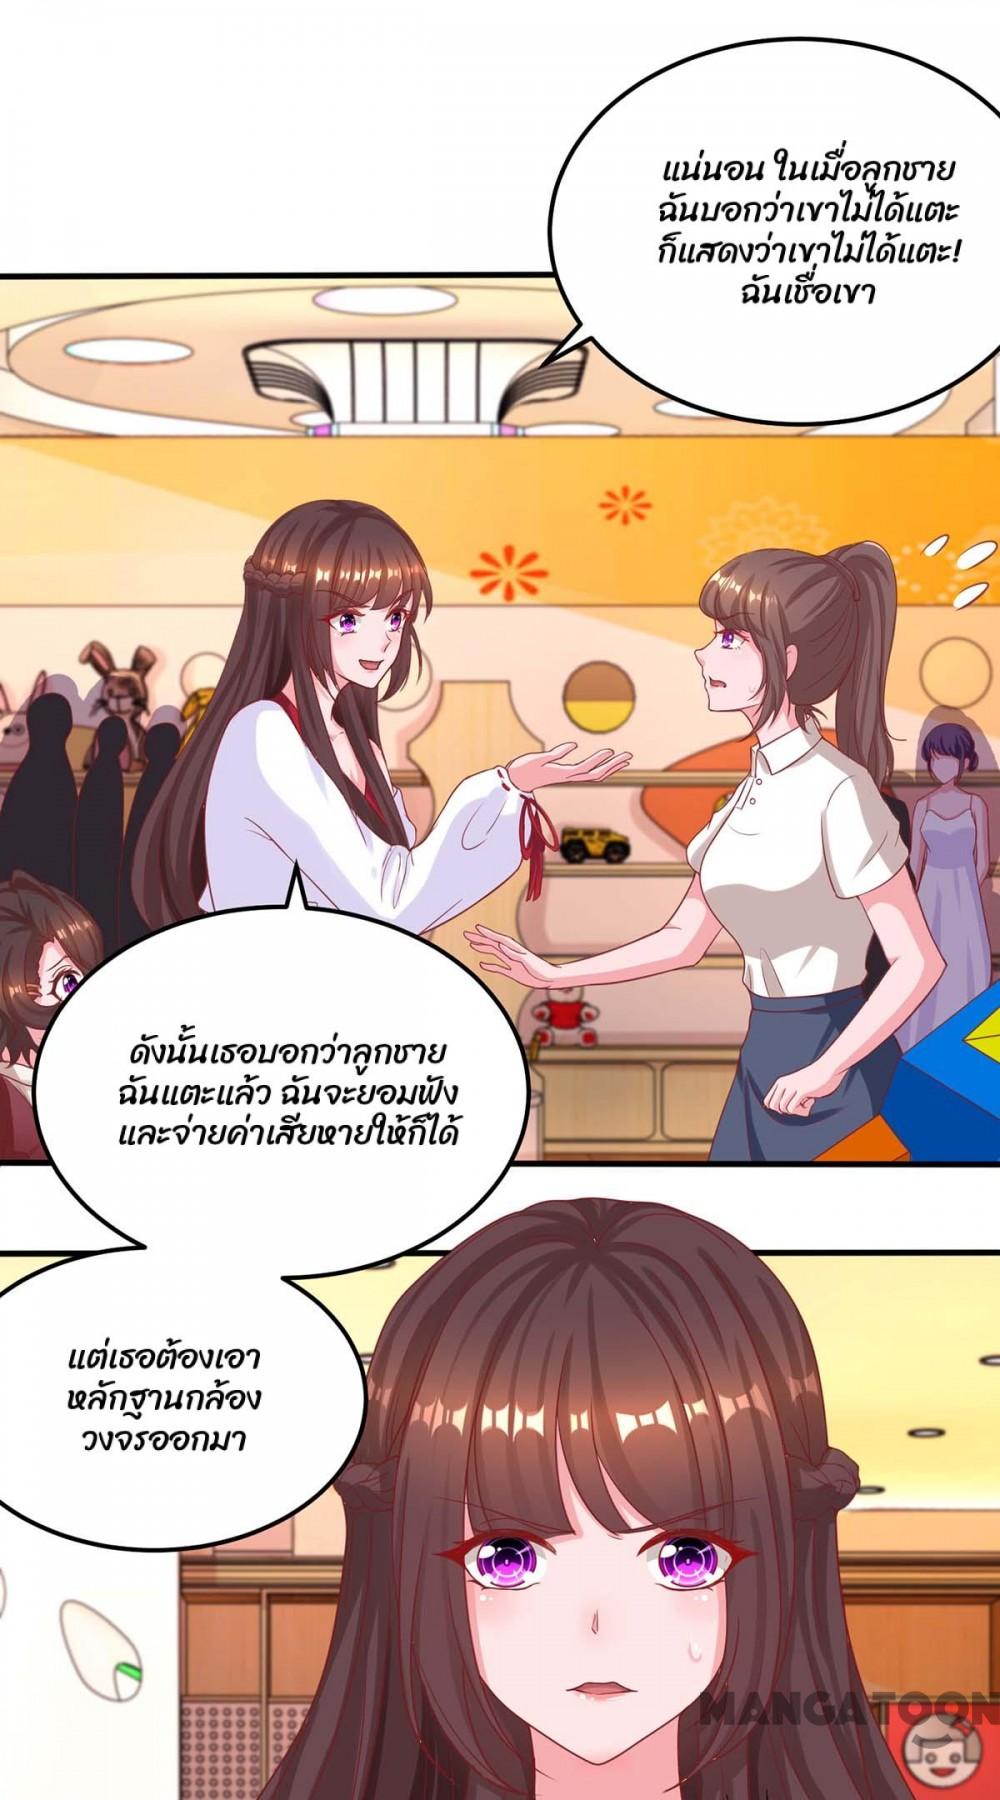 แน่นอน ในเมื่อลูกชาย
ฉันบอกว่าเขาไม่ได้แตะ
ก็แสดงว่าเขาไม่ได้แตะ!
ฉันเชื่อเขา
ดังนั้นเธอบอกว่าลูกชาย
ฉันแตะแล้ว ฉันจะยอมฟัง
และจ่ายค่าเสียหายให้ก็ได้
แต่เธอต้องเอา
หลักฐานกล้อง
วงจรออกมา
MANGATOON